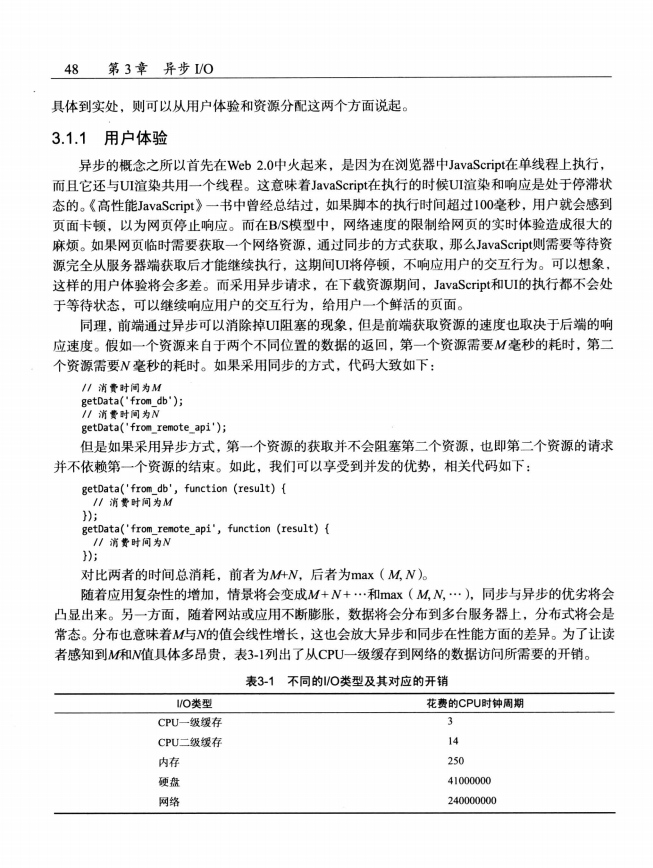 48 第 3 章 异步 I/O
具体到实处，则可以从用户体验和资源分配这两个方面说起。
3.1.1 用户体验
异步的概念之所以首先在Web 2.0中火起来，是因为在浏览器中JavaScript在单线程上执行，
而且它还与UI渲染共用一个线程。这意味着JavaScript在执行的时候UI渲染和响应是处于停滞状
态的。《高性能JavaScript》一书中曾经总结过，如果脚本的执行时间超过100毫秒，用户就会感到
页面卡顿，以为网页停止响应。而在B/S模型中，网络速度的限制给网页的实时体验造成很大的
麻烦。如果网页临时需要获取一个网络资源，通过同步的方式获取，那么JavaScript则需要等待资
源完全从服务器端获取后才能继续执行，这期间UI将停顿，不响应用户的交互行为。可以想象，
这样的用户体验将会多差。而采用异步请求，在下载资源期间，JavaScript和UI的执行都不会处
于等待状态，可以继续响应用户的交互行为，给用户一个鲜活的页面。
同理，前端通过异步可以消除掉UI阻塞的现象，但是前端获取资源的速度也取决于后端的响
应速度。假如一个资源来自于两个不同位置的数据的返回，第一个资源需要M毫秒的耗时，第二
个资源需要N毫秒的耗时。如果采用同步的方式，代码大致如下：
// 消费时间为M
getData('from_db');
// 消费时间为N
getData('from_remote_api');
但是如果采用异步方式，第一个资源的获取并不会阻塞第二个资源，也即第二个资源的请求
并不依赖第一个资源的结束。如此，我们可以享受到并发的优势，相关代码如下：
getData('from_db', function (result) {
// 消费时间为M
});
getData('from_remote_api', function (result) {
// 消费时间为N
});
对比两者的时间总消耗，前者为M+N，后者为max（M, N）。
随着应用复杂性的增加，情景将会变成M + N + …和max（M, N, …），同步与异步的优劣将会
凸显出来。另一方面，随着网站或应用不断膨胀，数据将会分布到多台服务器上，分布式将会是
常态。分布也意味着M与N的值会线性增长，这也会放大异步和同步在性能方面的差异。为了让读
者感知到M和N值具体多昂贵，表3-1列出了从CPU一级缓存到网络的数据访问所需要的开销。
表3-1 不同的I/O类型及其对应的开销
I/O类型 花费的CPU时钟周期
CPU一级缓存 3
CPU二级缓存 14
内存 250
硬盘 41000000
网络 240000000